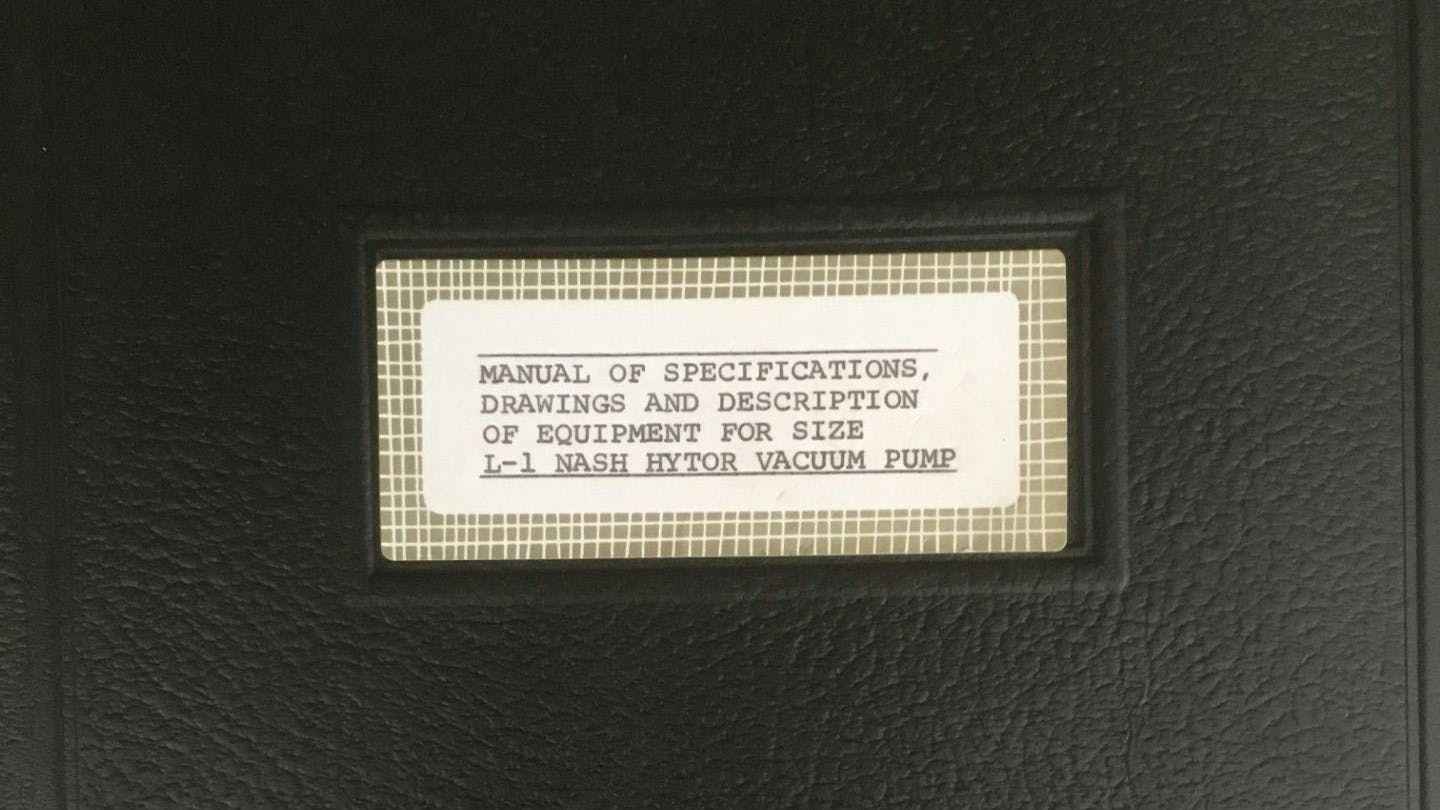 MANUAL OF SPECIFICATIONS,
DRAWINGS AND DESCRIPTION
OF EQUIPMENT FOR SIZE
L-1 NASH HYTOR VACUUM PUMP